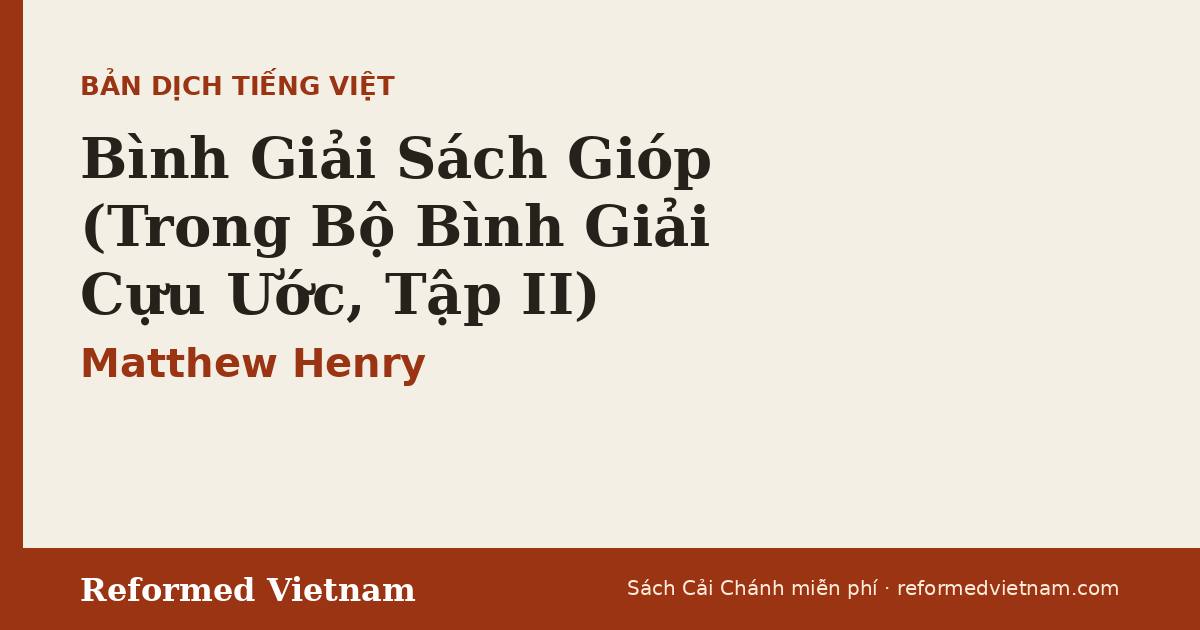 BẢN DỊCH TIẾNG VIỆT
Bình Giải Sách Gióp
(Trong Bộ Bình Giải
Cựu Ước, Tập II)
Matthew Henry
Reformed Vietnam
Sách Cải Chánh miễn phí · reformedvietnam.com